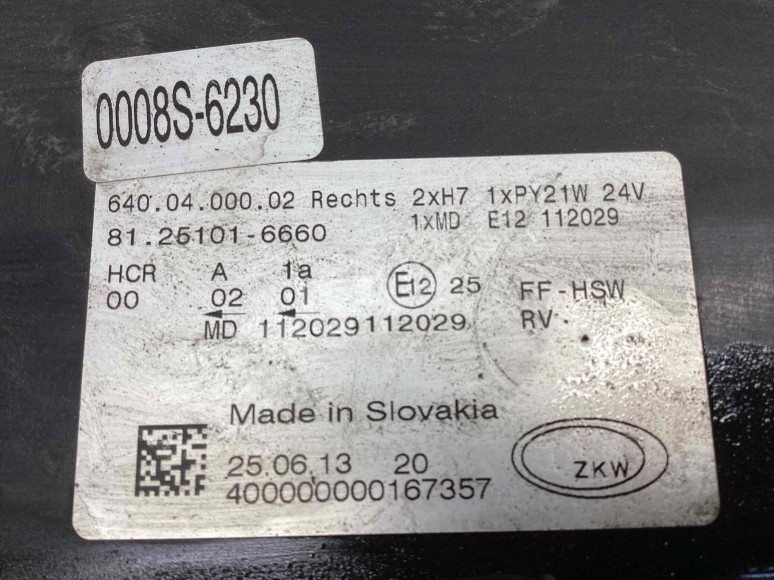 0008S-6230
640.04.000.02 Rechts 2xH7 1xPY21W 24V
81.25101-6660 1xMD E12 112029
HCR A 1a
00 02 01 E12 25 FF-HSW
MD 112029112029 RV
Made in Slovakia
25.06.13 20
400000000167357
ZKW